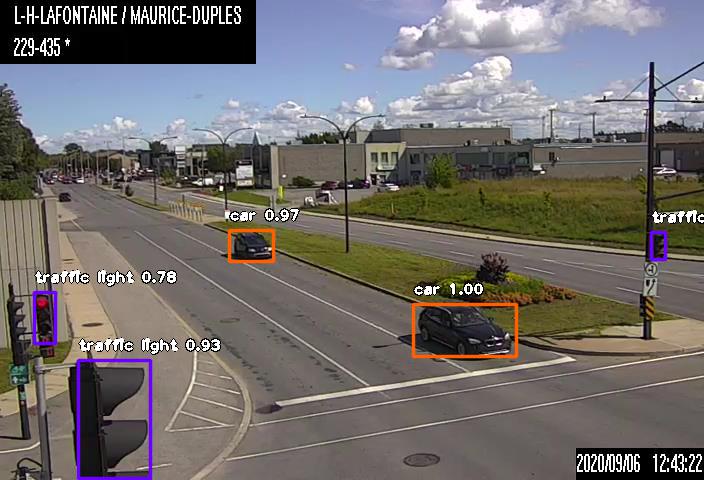 L-H-LAFONTAINE / MAURICE-DUPLES
229-435 *
car 0.97
traffic
traffic light 0.78
car 1.00
traffic light 0.93
2020/09/06 12:43:22